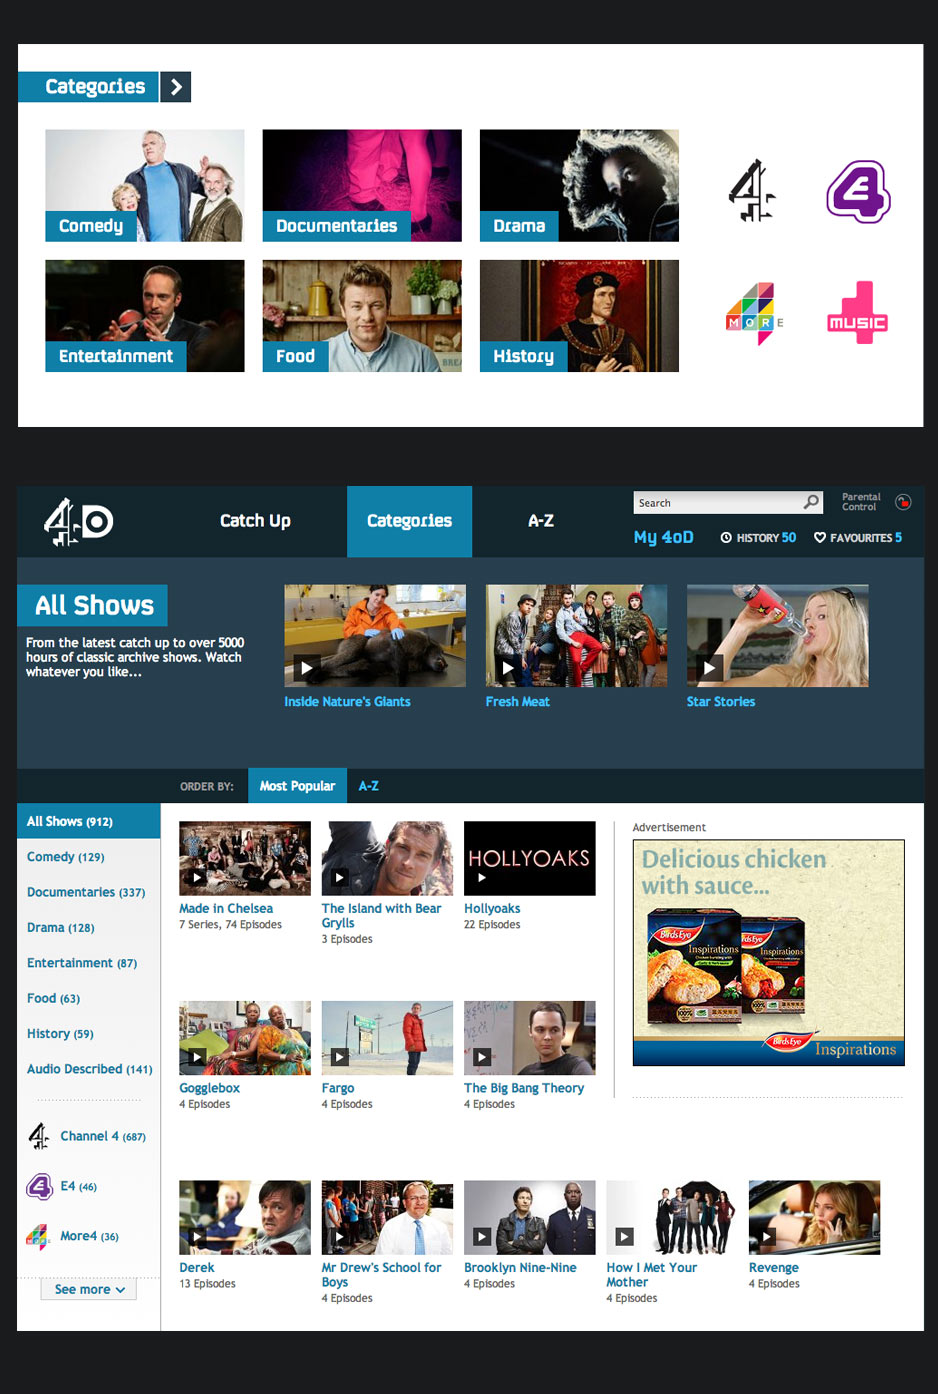 Categories
Comedy
Documentaries
Drama
4
E4
Entertainment
Food
History
MORE
MUSIC
4oD
Catch Up
Categories
A-Z
Search
Parental
Control
My 4oD
HISTORY 50
FAVOURITES 5
All Shows
From the latest catch up to over 5000
hours of classic archive shows. Watch
whatever you like...
Inside Nature's Giants
Fresh Meat
Star Stories
ORDER BY:
Most Popular
A-Z
All Shows (912)
Comedy (129)
Documentaries (337)
Drama (128)
Entertainment (87)
Food (63)
History (59)
Audio Described (141)
Channel 4 (687)
E4 (46)
More4 (36)
See more
HOLLYOAKS
Made in Chelsea
7 Series, 74 Episodes
The Island with Bear
Grylls
3 Episodes
Hollyoaks
22 Episodes
Gogglebox
4 Episodes
Fargo
4 Episodes
The Big Bang Theory
4 Episodes
Advertisement
Delicious chicken
with sauce...
Birds Eye
Inspirations
Inspirations
100%
100%
Birds Eye
Inspirations
Derek
13 Episodes
Mr Drew's School for
Boys
4 Episodes
Brooklyn Nine-Nine
4 Episodes
How I Met Your
Mother
4 Episodes
Revenge
4 Episodes